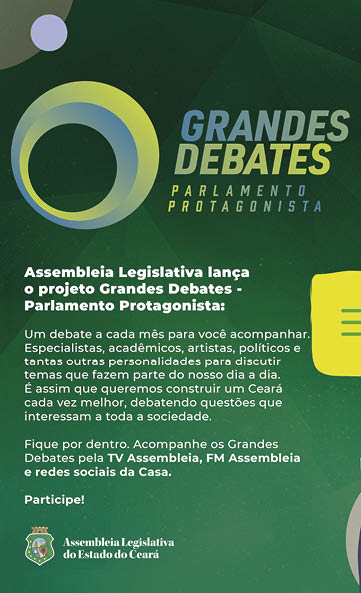 GRANDES
DEBATES
PARLAMENTO
PROTAGONISTA
Assembleia Legislativa lança
o projeto Grandes Debates -
Parlamento Protagonista:
Um debate a cada mês para você acompanhar.
Especialistas, acadêmicos, artistas, políticos e
tantas outras personalidades para discutir
temas que fazem parte do nosso dia a dia.
É assim que queremos construir um Ceará
cada vez melhor, debatendo questões que
interessam a toda a sociedade.
Fique por dentro. Acompanhe os Grandes
Debates pela TV Assembleia, FM Assembleia
e redes sociais da Casa.
Participe!
Assembleia Legislativa
do Estado do Ceará